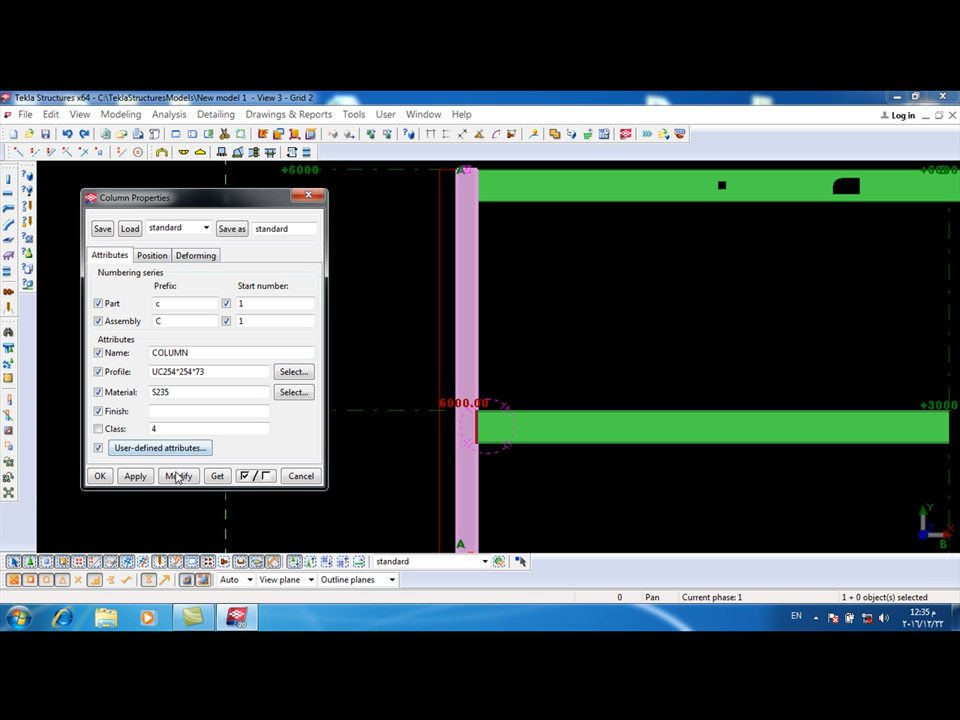 Tekla Structures x64 - C:\TeklaStructuresModels\New model 1 - View 3 - Grid 2
File Edit View Modeling Analysis Detailing Drawings & Reports Tools User Window Help
Log in
+6000
A
Column Properties
Save Load standard Save as standard
Attributes Position Deforming
Numbering series
Prefix: Start number:
Part c 1
Assembly C 1
Attributes
Name: COLUMN
Profile: UC254*254*73 Select...
Material: S235 Select...
Finish:
Class: 4
User-defined attributes...
OK Apply Modify Get / Cancel
6000.00
+3000
A
Y
B
standard
Auto View plane Outline planes
0 Pan Current phase: 1 1 + 0 object(s) selected
20
EN
12:35 م
٢٠١٦/١٢/٢٢